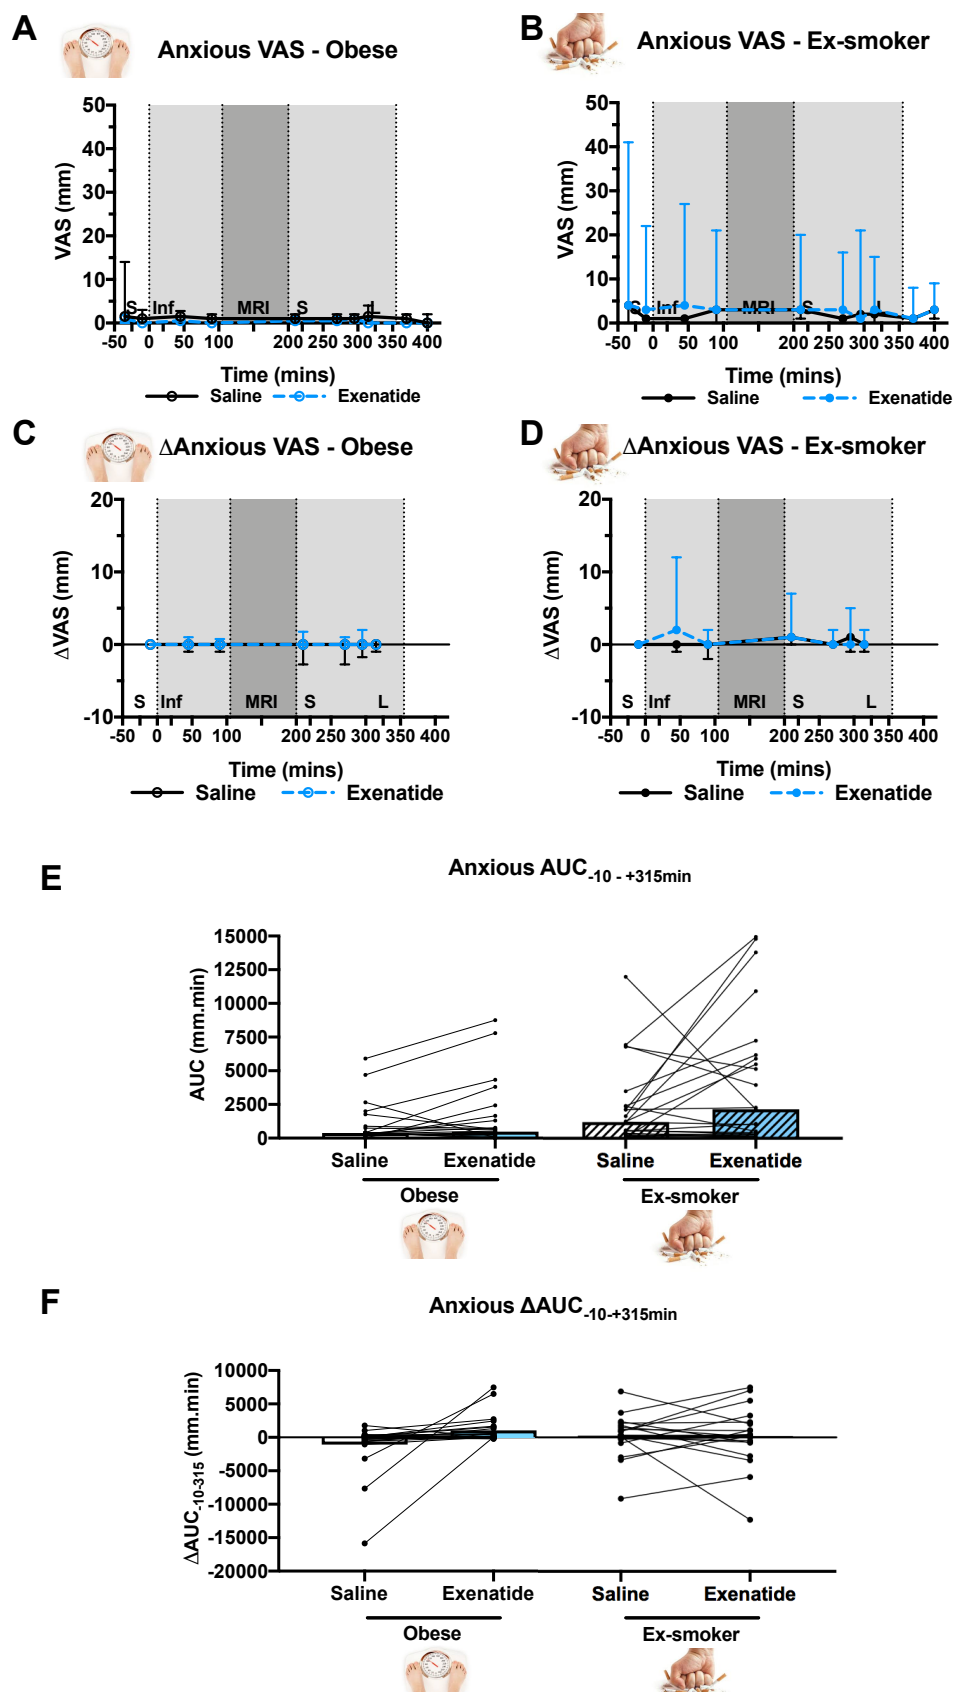 A
Anxious VAS - Obese
VAS (mm)
50
40
30
20
10
0
S
Inf
MRI
S
L
-50 0 50 100 200 250 300 350 400
Time (mins)
Saline
Exenatide
B
Anxious VAS - Ex-smoker
VAS (mm)
50
40
30
20
10
0
S
Inf
MRI
S
L
-50 0 50 100 200 250 300 350 400
Time (mins)
Saline
Exenatide
C
ΔAnxious VAS - Obese
ΔVAS (mm)
20
10
0
-10
S
Inf
MRI
S
L
-50 0 50 100 200 250 300 350 400
Time (mins)
Saline
Exenatide
D
ΔAnxious VAS - Ex-smoker
ΔVAS (mm)
20
10
0
-10
S
Inf
MRI
S
L
-50 0 50 100 200 250 300 350 400
Time (mins)
Saline
Exenatide
E
Anxious AUC-10 - +315min
AUC (mm.min)
15000
12500
10000
7500
5000
2500
0
Saline
Exenatide
Saline
Exenatide
Obese
Ex-smoker
F
Anxious ΔAUC-10-+315min
ΔAUC-10-315 (mm.min)
10000
5000
0
-5000
-10000
-15000
-20000
Saline
Exenatide
Saline
Exenatide
Obese
Ex-smoker